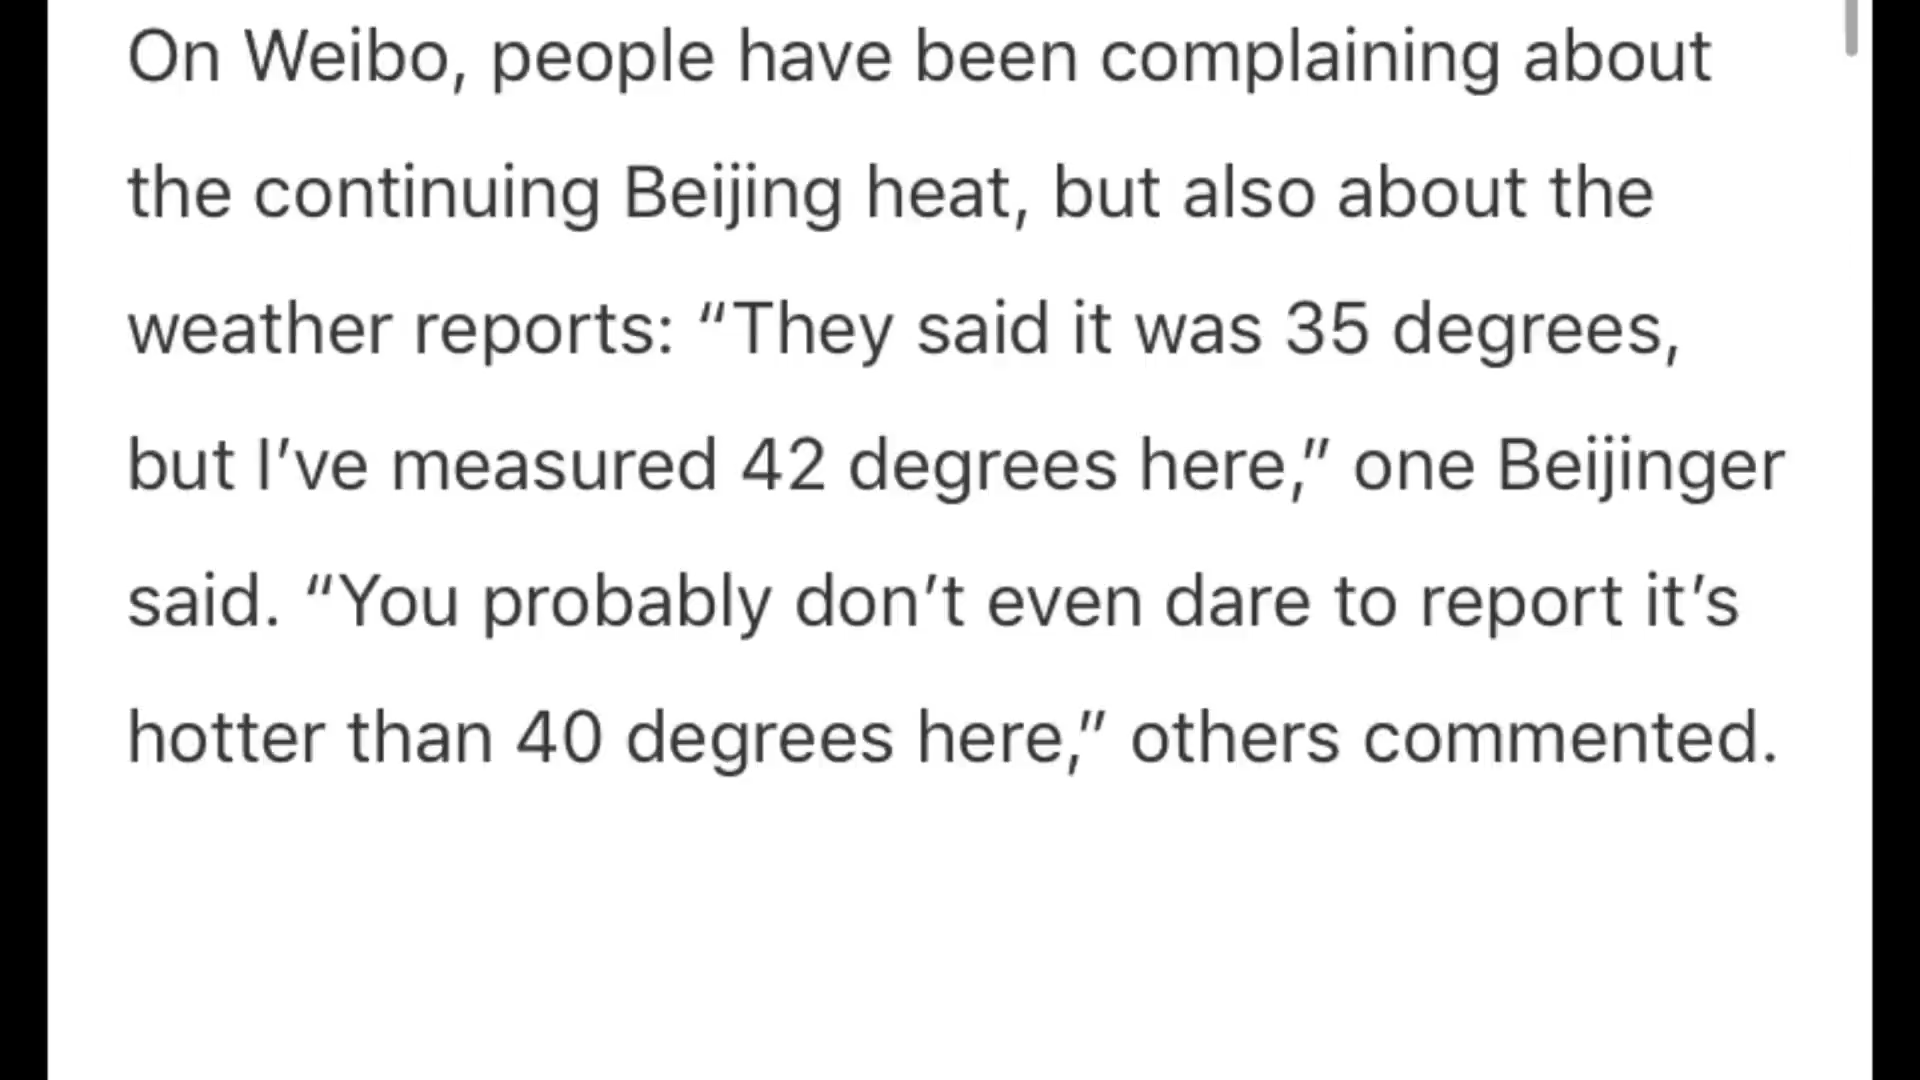 On Weibo, people have been complaining about
the continuing Beijing heat, but also about the
weather reports: “They said it was 35 degrees,
but I’ve measured 42 degrees here,” one Beijinger
said. “You probably don’t even dare to report it’s
hotter than 40 degrees here,” others commented.